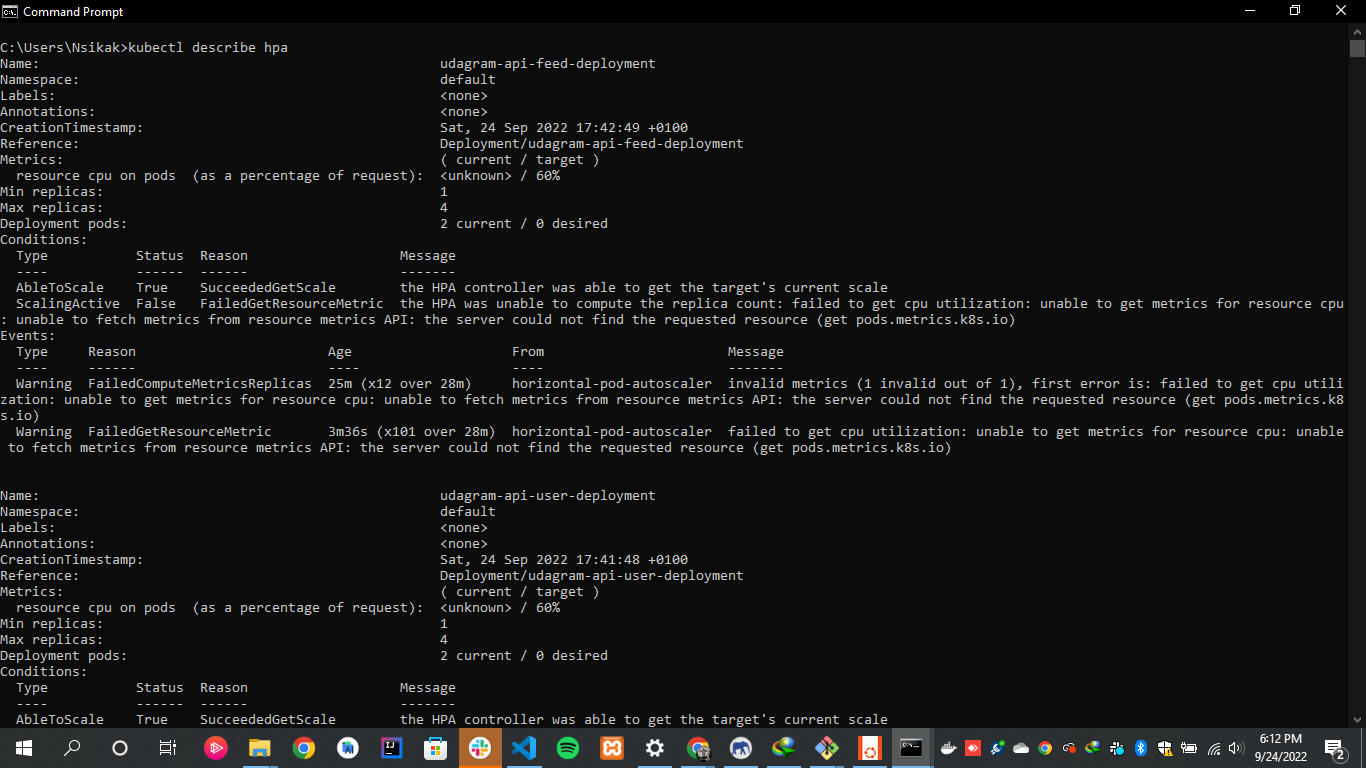 Command Prompt
C:\Users\Nsikak>kubectl describe hpa
Name: udagram-api-feed-deployment
Namespace: default
Labels: <none>
Annotations: <none>
CreationTimestamp: Sat, 24 Sep 2022 17:42:49 +0100
Reference: Deployment/udagram-api-feed-deployment
Metrics: ( current / target )
resource cpu on pods (as a percentage of request): <unknown> / 60%
Min replicas: 1
Max replicas: 4
Deployment pods: 2 current / 0 desired
Conditions:
Type Status Reason Message
---- ------ ------ -------
AbleToScale True SucceededGetScale the HPA controller was able to get the target's current scale
ScalingActive False FailedGetResourceMetric the HPA was unable to compute the replica count: failed to get cpu utilization: unable to get metrics for resource cpu
: unable to fetch metrics from resource metrics API: the server could not find the requested resource (get pods.metrics.k8s.io)
Events:
Type Reason Age From Message
---- ------ ---- ---- -------
Warning FailedComputeMetricsReplicas 25m (x12 over 28m) horizontal-pod-autoscaler invalid metrics (1 invalid out of 1), first error is: failed to get cpu utili
zation: unable to get metrics for resource cpu: unable to fetch metrics from resource metrics API: the server could not find the requested resource (get pods.metrics.k8
s.io)
Warning FailedGetResourceMetric 3m36s (x101 over 28m) horizontal-pod-autoscaler failed to get cpu utilization: unable to get metrics for resource cpu: unable
to fetch metrics from resource metrics API: the server could not find the requested resource (get pods.metrics.k8s.io)
Name: udagram-api-user-deployment
Namespace: default
Labels: <none>
Annotations: <none>
CreationTimestamp: Sat, 24 Sep 2022 17:41:48 +0100
Reference: Deployment/udagram-api-user-deployment
Metrics: ( current / target )
resource cpu on pods (as a percentage of request): <unknown> / 60%
Min replicas: 1
Max replicas: 4
Deployment pods: 2 current / 0 desired
Conditions:
Type Status Reason Message
---- ------ ------ -------
AbleToScale True SucceededGetScale the HPA controller was able to get the target's current scale
6:12 PM
9/24/2022
2